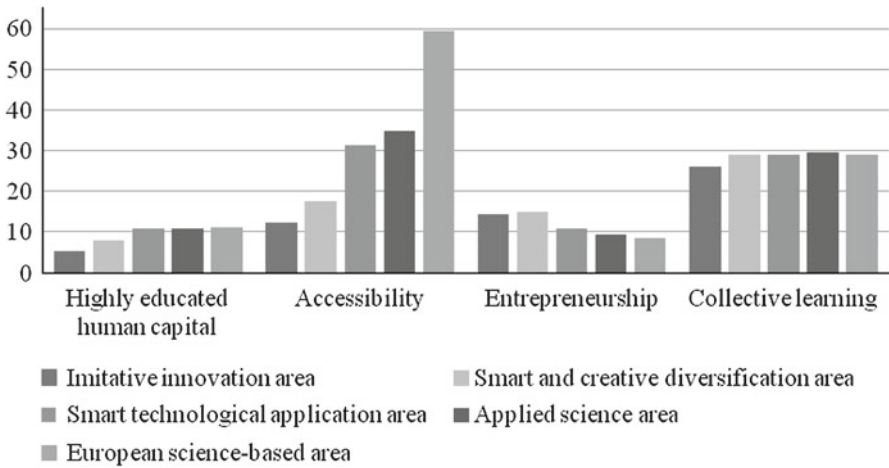 60
50
40
30
20
10
0
Highly educated human capital
Accessibility
Entrepreneurship
Collective learning
Imitative innovation area
Smart and creative diversification area
Smart technological application area
Applied science area
European science-based area